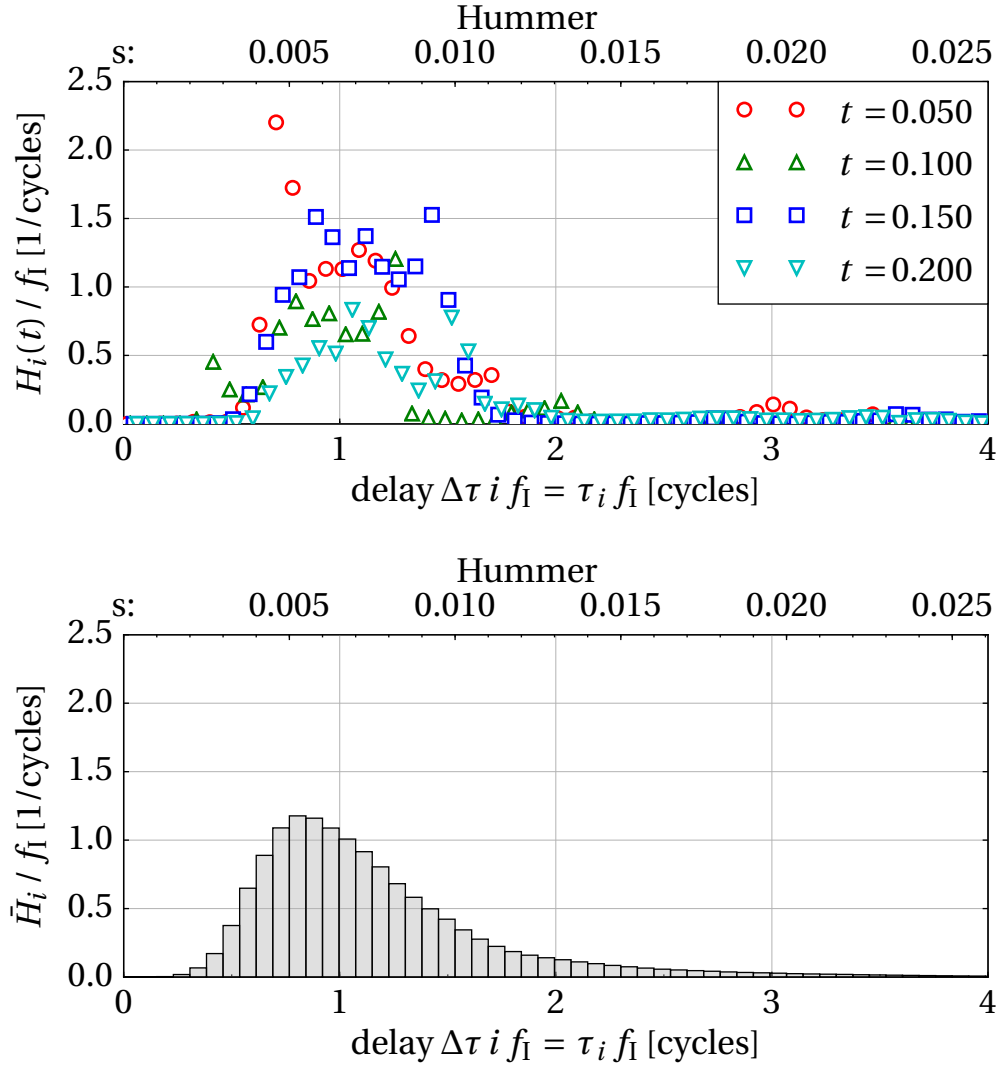 Hummer
s: 0.005 0.010 0.015 0.020 0.025
2.5
2.0
1.5
1.0
0.5
0.0
H_i(t) / f_I [1/cycles]
t = 0.050
t = 0.100
t = 0.150
t = 0.200
0 1 2 3 4
delay Δτ i f_I = τ_i f_I [cycles]
Hummer
s: 0.005 0.010 0.015 0.020 0.025
2.5
2.0
1.5
1.0
0.5
0.0
H̄_i / f_I [1/cycles]
0 1 2 3 4
delay Δτ i f_I = τ_i f_I [cycles]